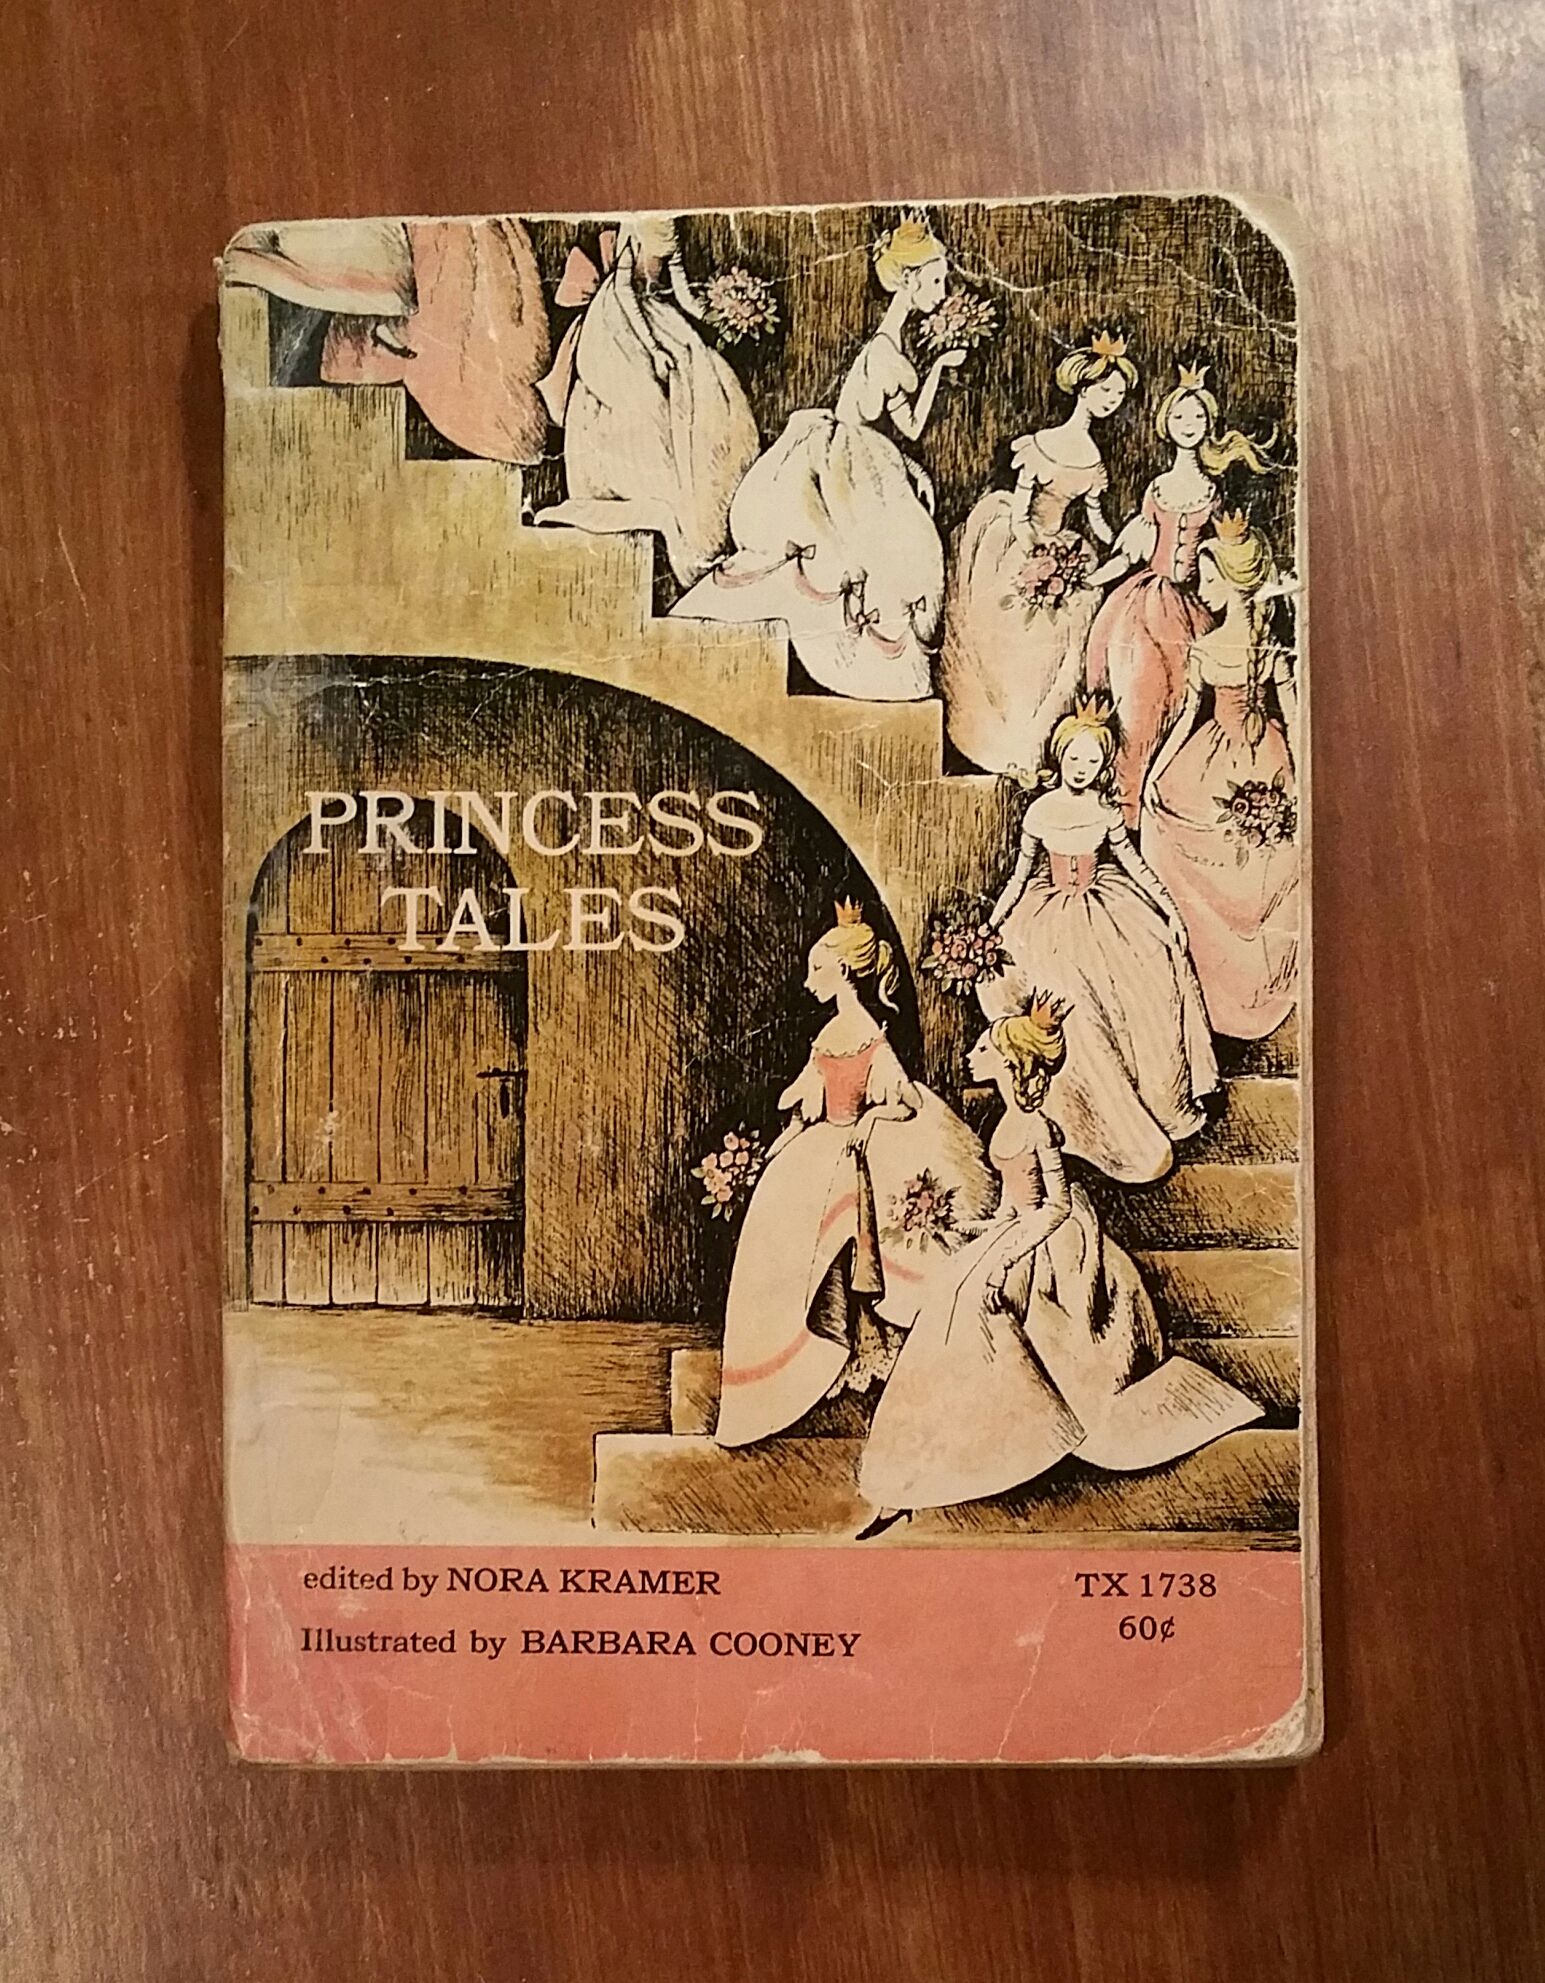 PRINCESS
TALES
edited by NORA KRAMER
Illustrated by BARBARA COONEY
TX 1738
60¢